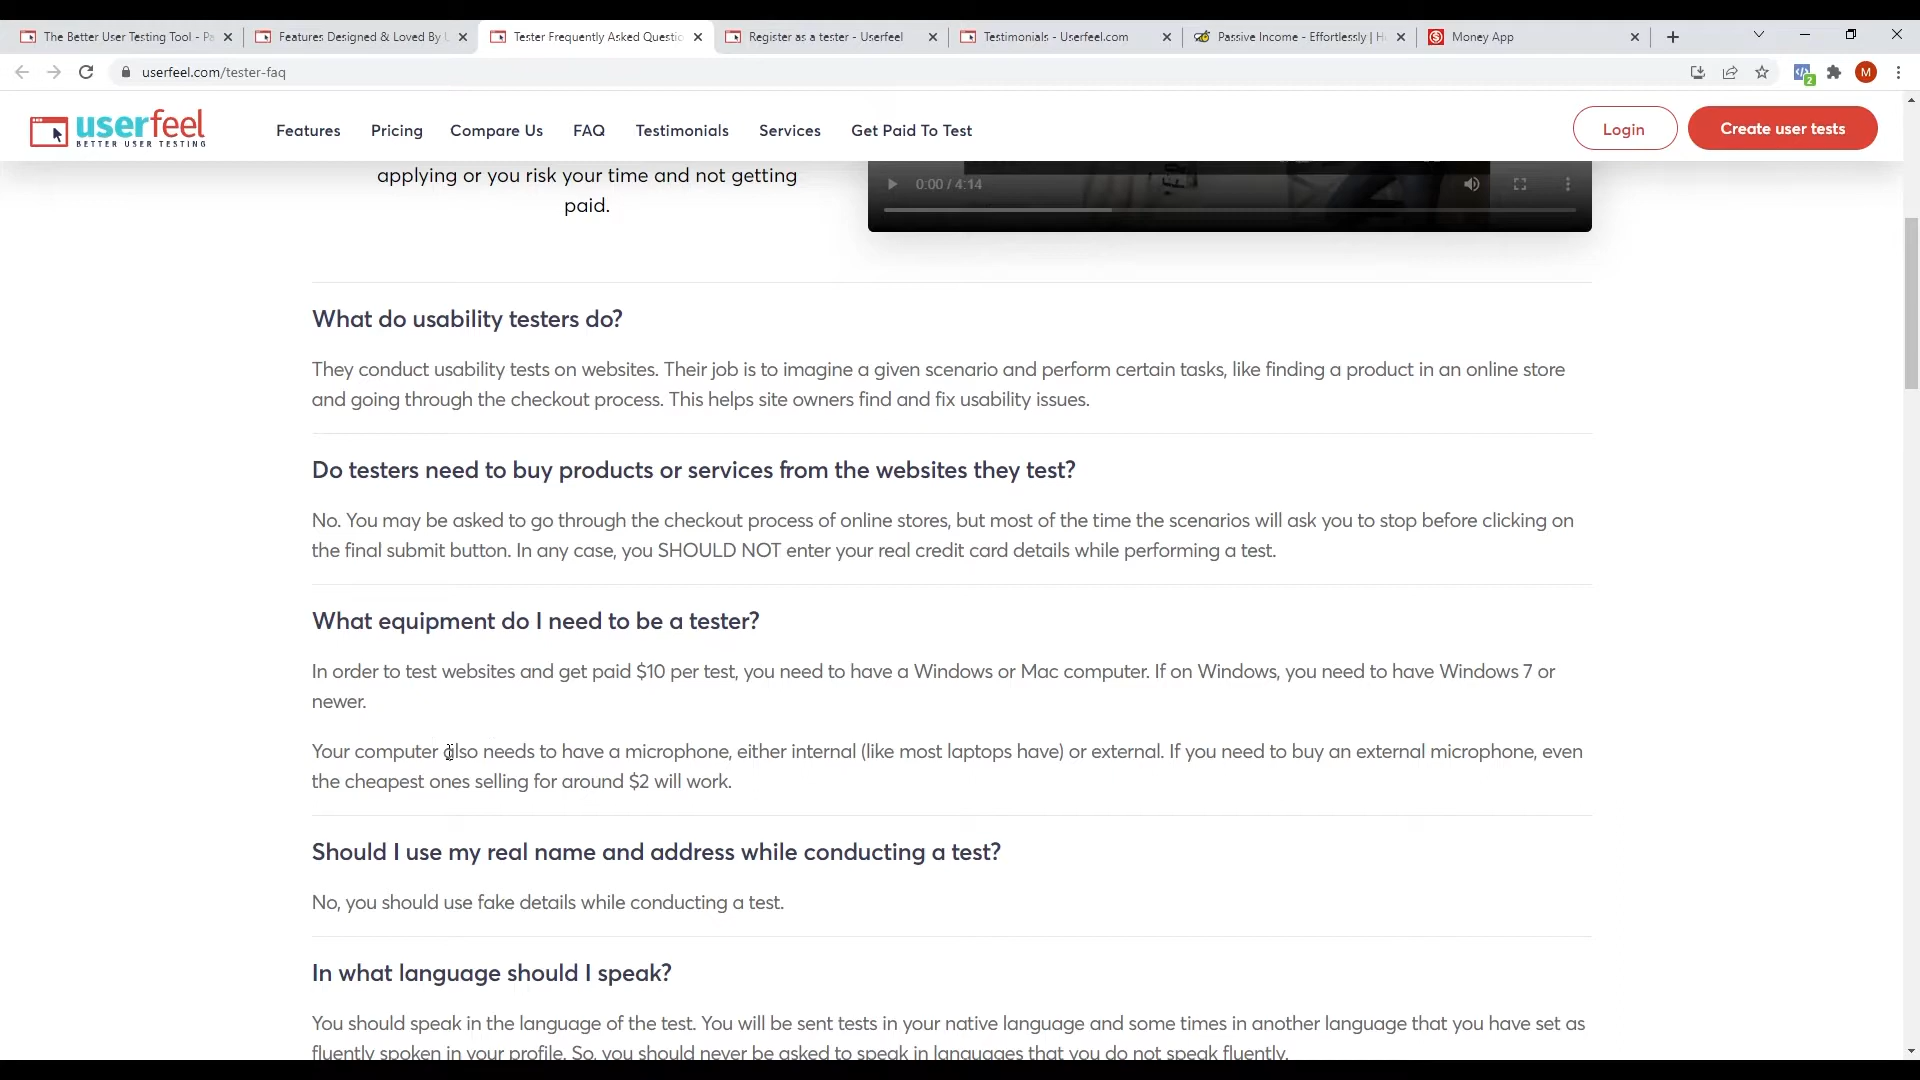 The Better User Testing Tool - Pa
Features Designed & Loved By U
Tester Frequently Asked Questio
Register as a tester - Userfeel
Testimonials - Userfeel.com
Passive Income - Effortlessly | H
Money App
userfeel.com/tester-faq
2
M
userfeel
BETTER USER TESTING
Features
Pricing
Compare Us
FAQ
Testimonials
Services
Get Paid To Test
Login
Create user tests
applying or you risk your time and not getting
paid.
0:00 / 4:14
What do usability testers do?
They conduct usability tests on websites. Their job is to imagine a given scenario and perform certain tasks, like finding a product in an online store
and going through the checkout process. This helps site owners find and fix usability issues.
Do testers need to buy products or services from the websites they test?
No. You may be asked to go through the checkout process of online stores, but most of the time the scenarios will ask you to stop before clicking on
the final submit button. In any case, you SHOULD NOT enter your real credit card details while performing a test.
What equipment do I need to be a tester?
In order to test websites and get paid $10 per test, you need to have a Windows or Mac computer. If on Windows, you need to have Windows 7 or
newer.
Your computer also needs to have a microphone, either internal (like most laptops have) or external. If you need to buy an external microphone, even
the cheapest ones selling for around $2 will work.
Should I use my real name and address while conducting a test?
No, you should use fake details while conducting a test.
In what language should I speak?
You should speak in the language of the test. You will be sent tests in your native language and some times in another language that you have set as
fluently spoken in your profile. So, you should never be asked to speak in languages that you do not speak fluently.